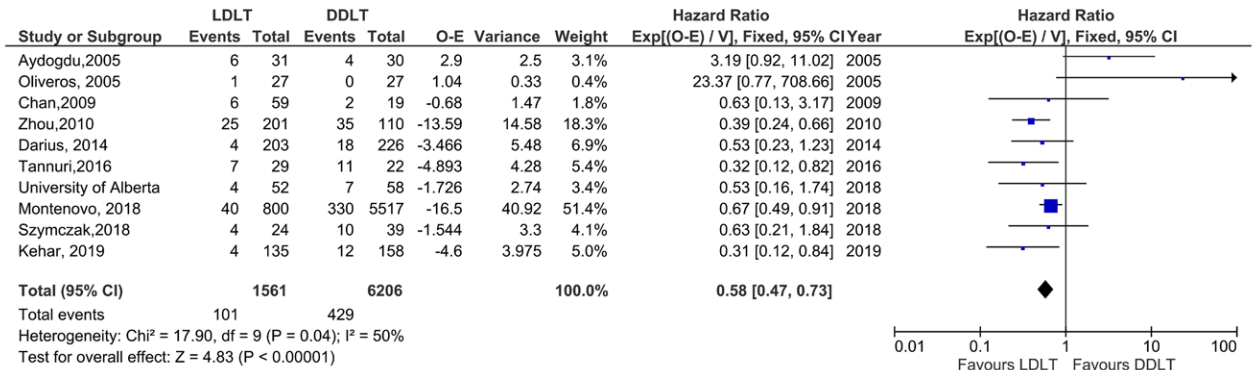 LDLT DDLT Hazard Ratio Hazard Ratio
Study or Subgroup Events Total Events Total O-E Variance Weight Exp[(O-E) / V], Fixed, 95% CI Year Exp[(O-E) / V], Fixed, 95% CI
Aydogdu,2005 6 31 4 30 2.9 2.5 3.1% 3.19 [0.92, 11.02] 2005
Oliveros, 2005 1 27 0 27 1.04 0.33 0.4% 23.37 [0.77, 708.66] 2005
Chan,2009 6 59 2 19 -0.68 1.47 1.8% 0.63 [0.13, 3.17] 2009
Zhou,2010 25 201 35 110 -13.59 14.58 18.3% 0.39 [0.24, 0.66] 2010
Darius, 2014 4 203 18 226 -3.466 5.48 6.9% 0.53 [0.23, 1.23] 2014
Tannuri,2016 7 29 11 22 -4.893 4.28 5.4% 0.32 [0.12, 0.82] 2016
University of Alberta 4 52 7 58 -1.726 2.74 3.4% 0.53 [0.16, 1.74] 2018
Montenovo, 2018 40 800 330 5517 -16.5 40.92 51.4% 0.67 [0.49, 0.91] 2018
Szymczak,2018 4 24 10 39 -1.544 3.3 4.1% 0.63 [0.21, 1.84] 2018
Kehar, 2019 4 135 12 158 -4.6 3.975 5.0% 0.31 [0.12, 0.84] 2019
Total (95% CI) 1561 6206 100.0% 0.58 [0.47, 0.73]
Total events 101 429
Heterogeneity: Chi² = 17.90, df = 9 (P = 0.04); I² = 50%
Test for overall effect: Z = 4.83 (P < 0.00001)
0.01 0.1 1 10 100
Favours LDLT Favours DDLT